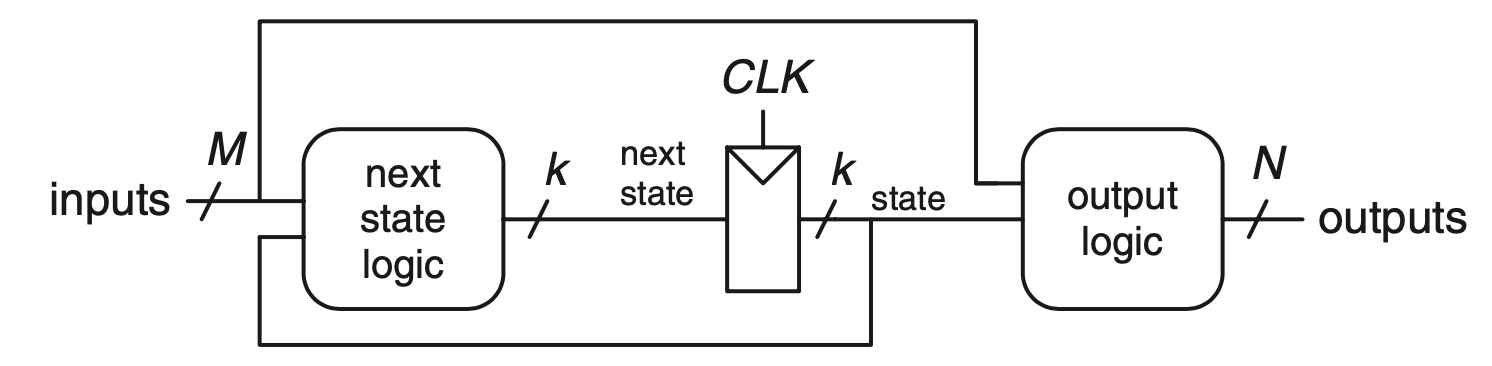 CLK
M
next
state
logic
k
next
state
k
state
output
logic
N
inputs
outputs